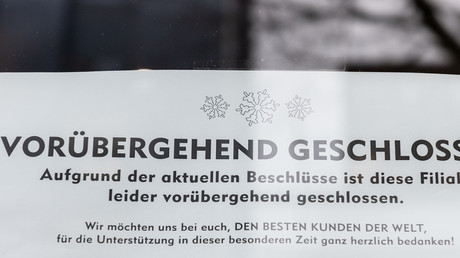 VORÜBERGEHEND GESCHLOSS
Aufgrund der aktuellen Beschlüsse ist diese Filial
leider vorübergehend geschlossen.
Wir möchten uns bei euch, DEN BESTEN KUNDEN DER WELT,
für die Unterstützung in dieser besonderen Zeit ganz herzlich bedanken!